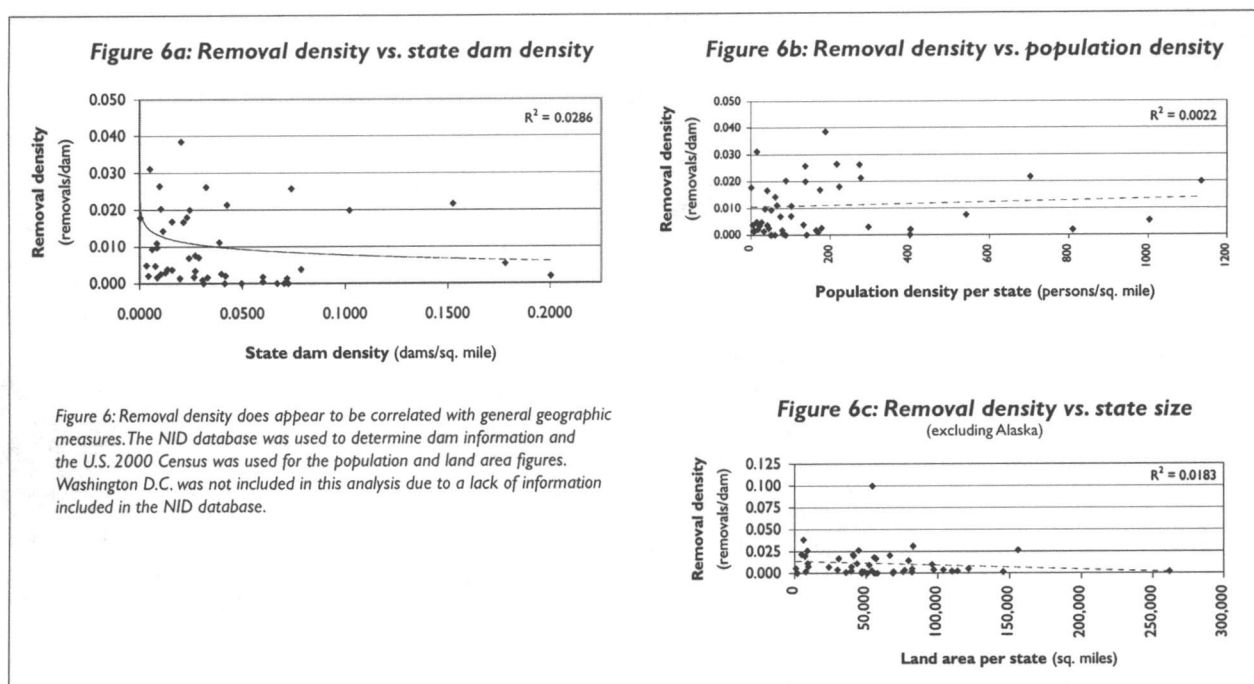 Figure 6a: Removal density vs. state dam density
Removal density
(removals/dam)
0.050
0.040
0.030
0.020
0.010
0.000
R² = 0.0286
0.0000 0.0500 0.1000 0.1500 0.2000
State dam density (dams/sq. mile)
Figure 6b: Removal density vs. population density
Removal density
(removals/dam)
0.050
0.040
0.030
0.020
0.010
0.000
R² = 0.0022
0 200 400 600 800 1000 1200
Population density per state (persons/sq. mile)
Figure 6: Removal density does appear to be correlated with general geographic
measures. The NID database was used to determine dam information and
the U.S. 2000 Census was used for the population and land area figures.
Washington D.C. was not included in this analysis due to a lack of information
included in the NID database.
Figure 6c: Removal density vs. state size
(excluding Alaska)
Removal density
(removals/dam)
0.125
0.100
0.075
0.050
0.025
0.000
R² = 0.0183
0 50,000 100,000 150,000 200,000 250,000 300,000
Land area per state (sq. miles)